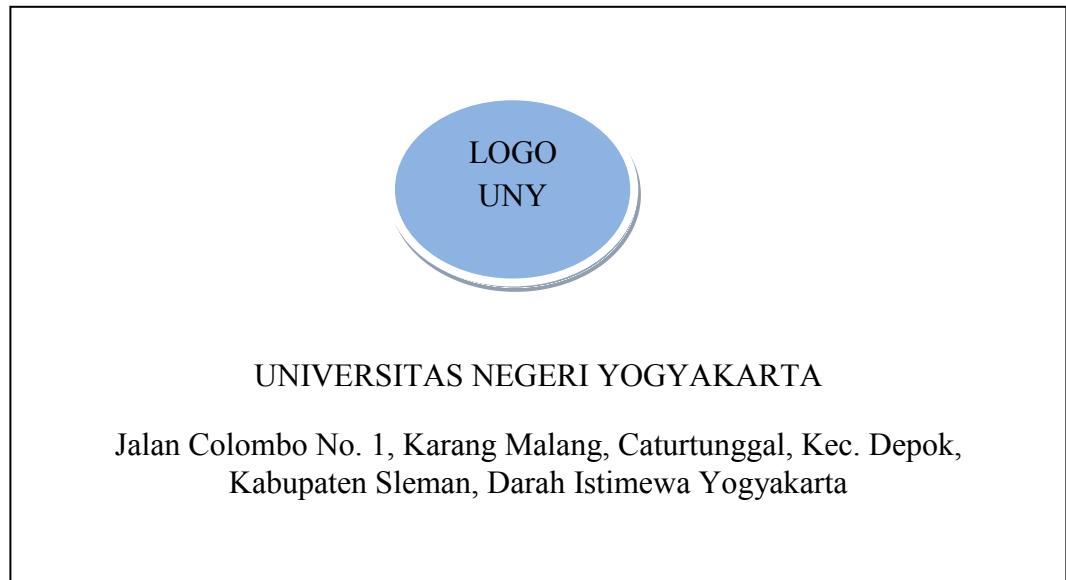 LOGO
UNY
UNIVERSITAS NEGERI YOGYAKARTA
Jalan Colombo No. 1, Karang Malang, Caturtunggal, Kec. Depok,
Kabupaten Sleman, Darah Istimewa Yogyakarta